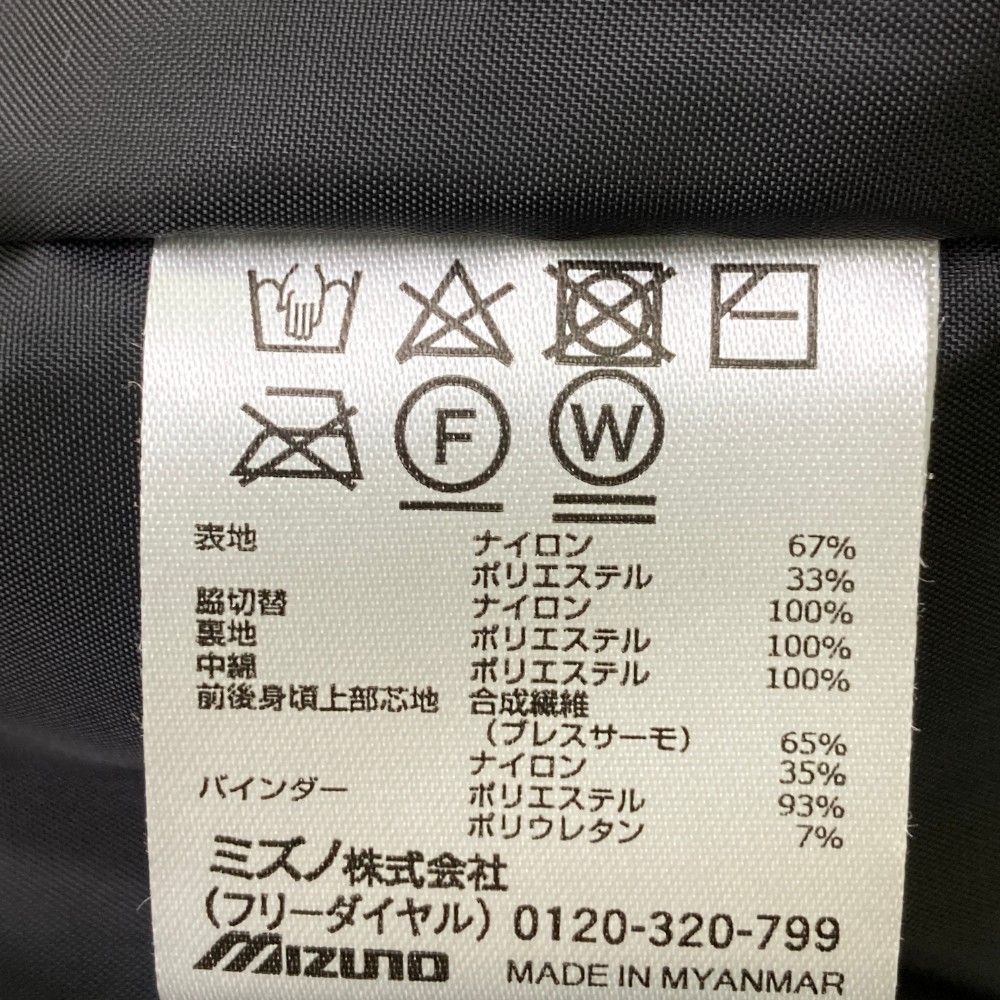 F W
表地 ナイロン 67%
ポリエステル 33%
脇切替 ナイロン 100%
裏地 ポリエステル 100%
中綿 ポリエステル 100%
前後身頃上部芯地 合成繊維
(ブレスサーモ) 65%
ナイロン 35%
バインダー ポリエステル 93%
ポリウレタン 7%
ミズノ株式会社
(フリーダイヤル) 0120-320-799
MIZUNO MADE IN MYANMAR